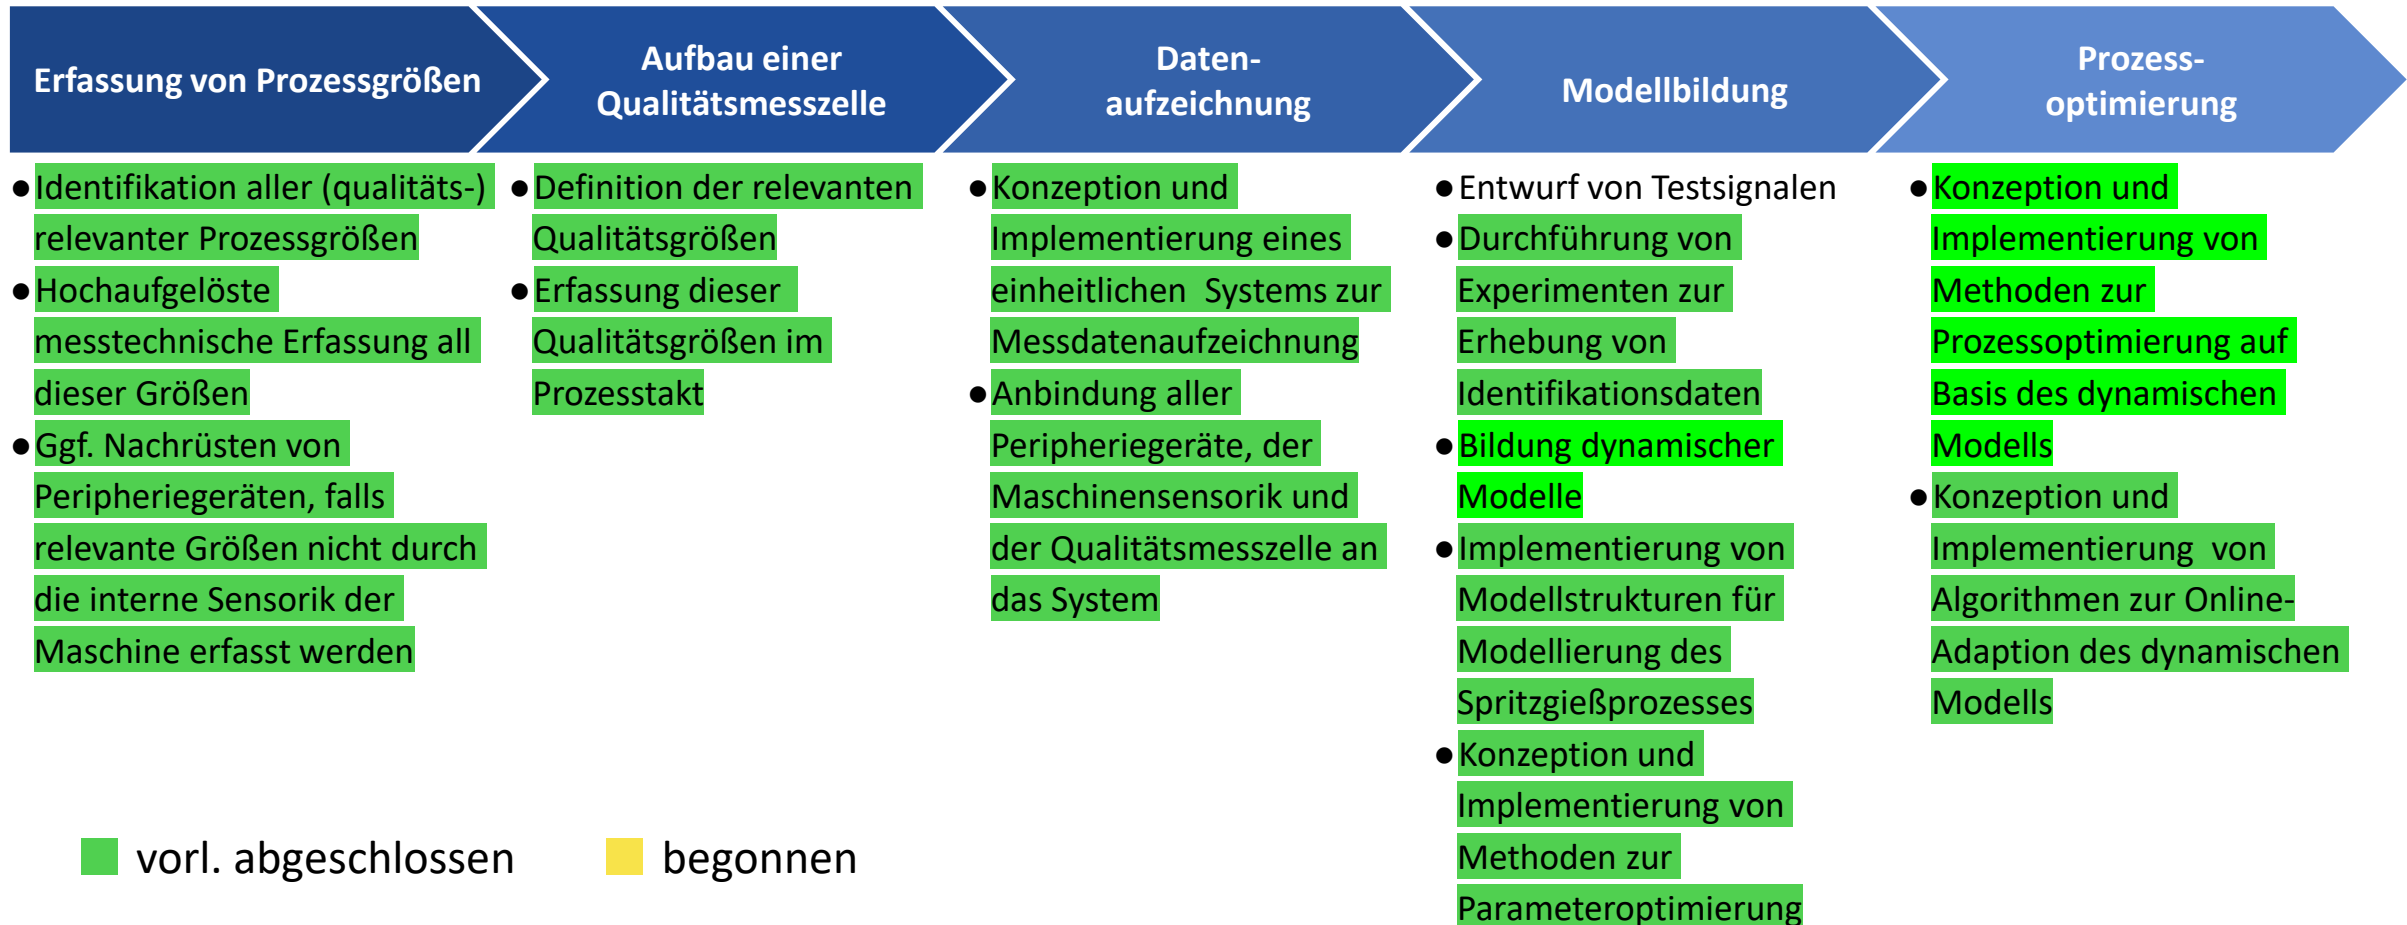 Erfassung von Prozessgrößen
Aufbau einer
Qualitätsmesszelle
Daten-
aufzeichnung
Modellbildung
Prozess-
optimierung
●Identifikation aller (qualitäts-)
relevanter Prozessgrößen
●Hochaufgelöste
messtechnische Erfassung all
dieser Größen
●Ggf. Nachrüsten von
Peripheriegeräten, falls
relevante Größen nicht durch
die interne Sensorik der
Maschine erfasst werden
●Definition der relevanten
Qualitätsgrößen
●Erfassung dieser
Qualitätsgrößen im
Prozesstakt
●Konzeption und
Implementierung eines
einheitlichen Systems zur
Messdatenaufzeichnung
●Anbindung aller
Peripheriegeräte, der
Maschinensensorik und
der Qualitätsmesszelle an
das System
●Entwurf von Testsignalen
●Durchführung von
Experimenten zur
Erhebung von
Identifikationsdaten
●Bildung dynamischer
Modelle
●Implementierung von
Modellstrukturen für
Modellierung des
Spritzgießprozesses
●Konzeption und
Implementierung von
Methoden zur
Parameteroptimierung
●Konzeption und
Implementierung von
Methoden zur
Prozessoptimierung auf
Basis des dynamischen
Modells
●Konzeption und
Implementierung von
Algorithmen zur Online-
Adaption des dynamischen
Modells
vorl. abgeschlossen
begonnen